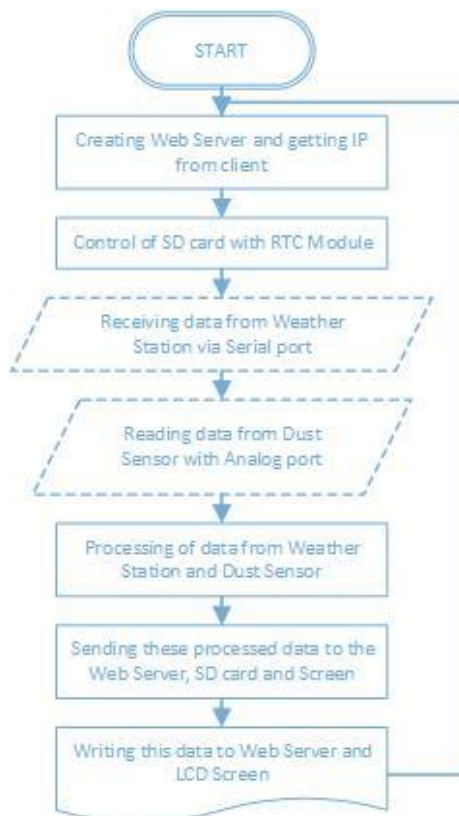 START
Creating Web Server and getting IP
from client
Control of SD card with RTC Module
Receiving data from Weather
Station via Serial port
Reading data from Dust
Sensor with Analog port
Processing of data from Weather
Station and Dust Sensor
Sending these processed data to the
Web Server, SD card and Screen
Writing this data to Web Server and
LCD Screen